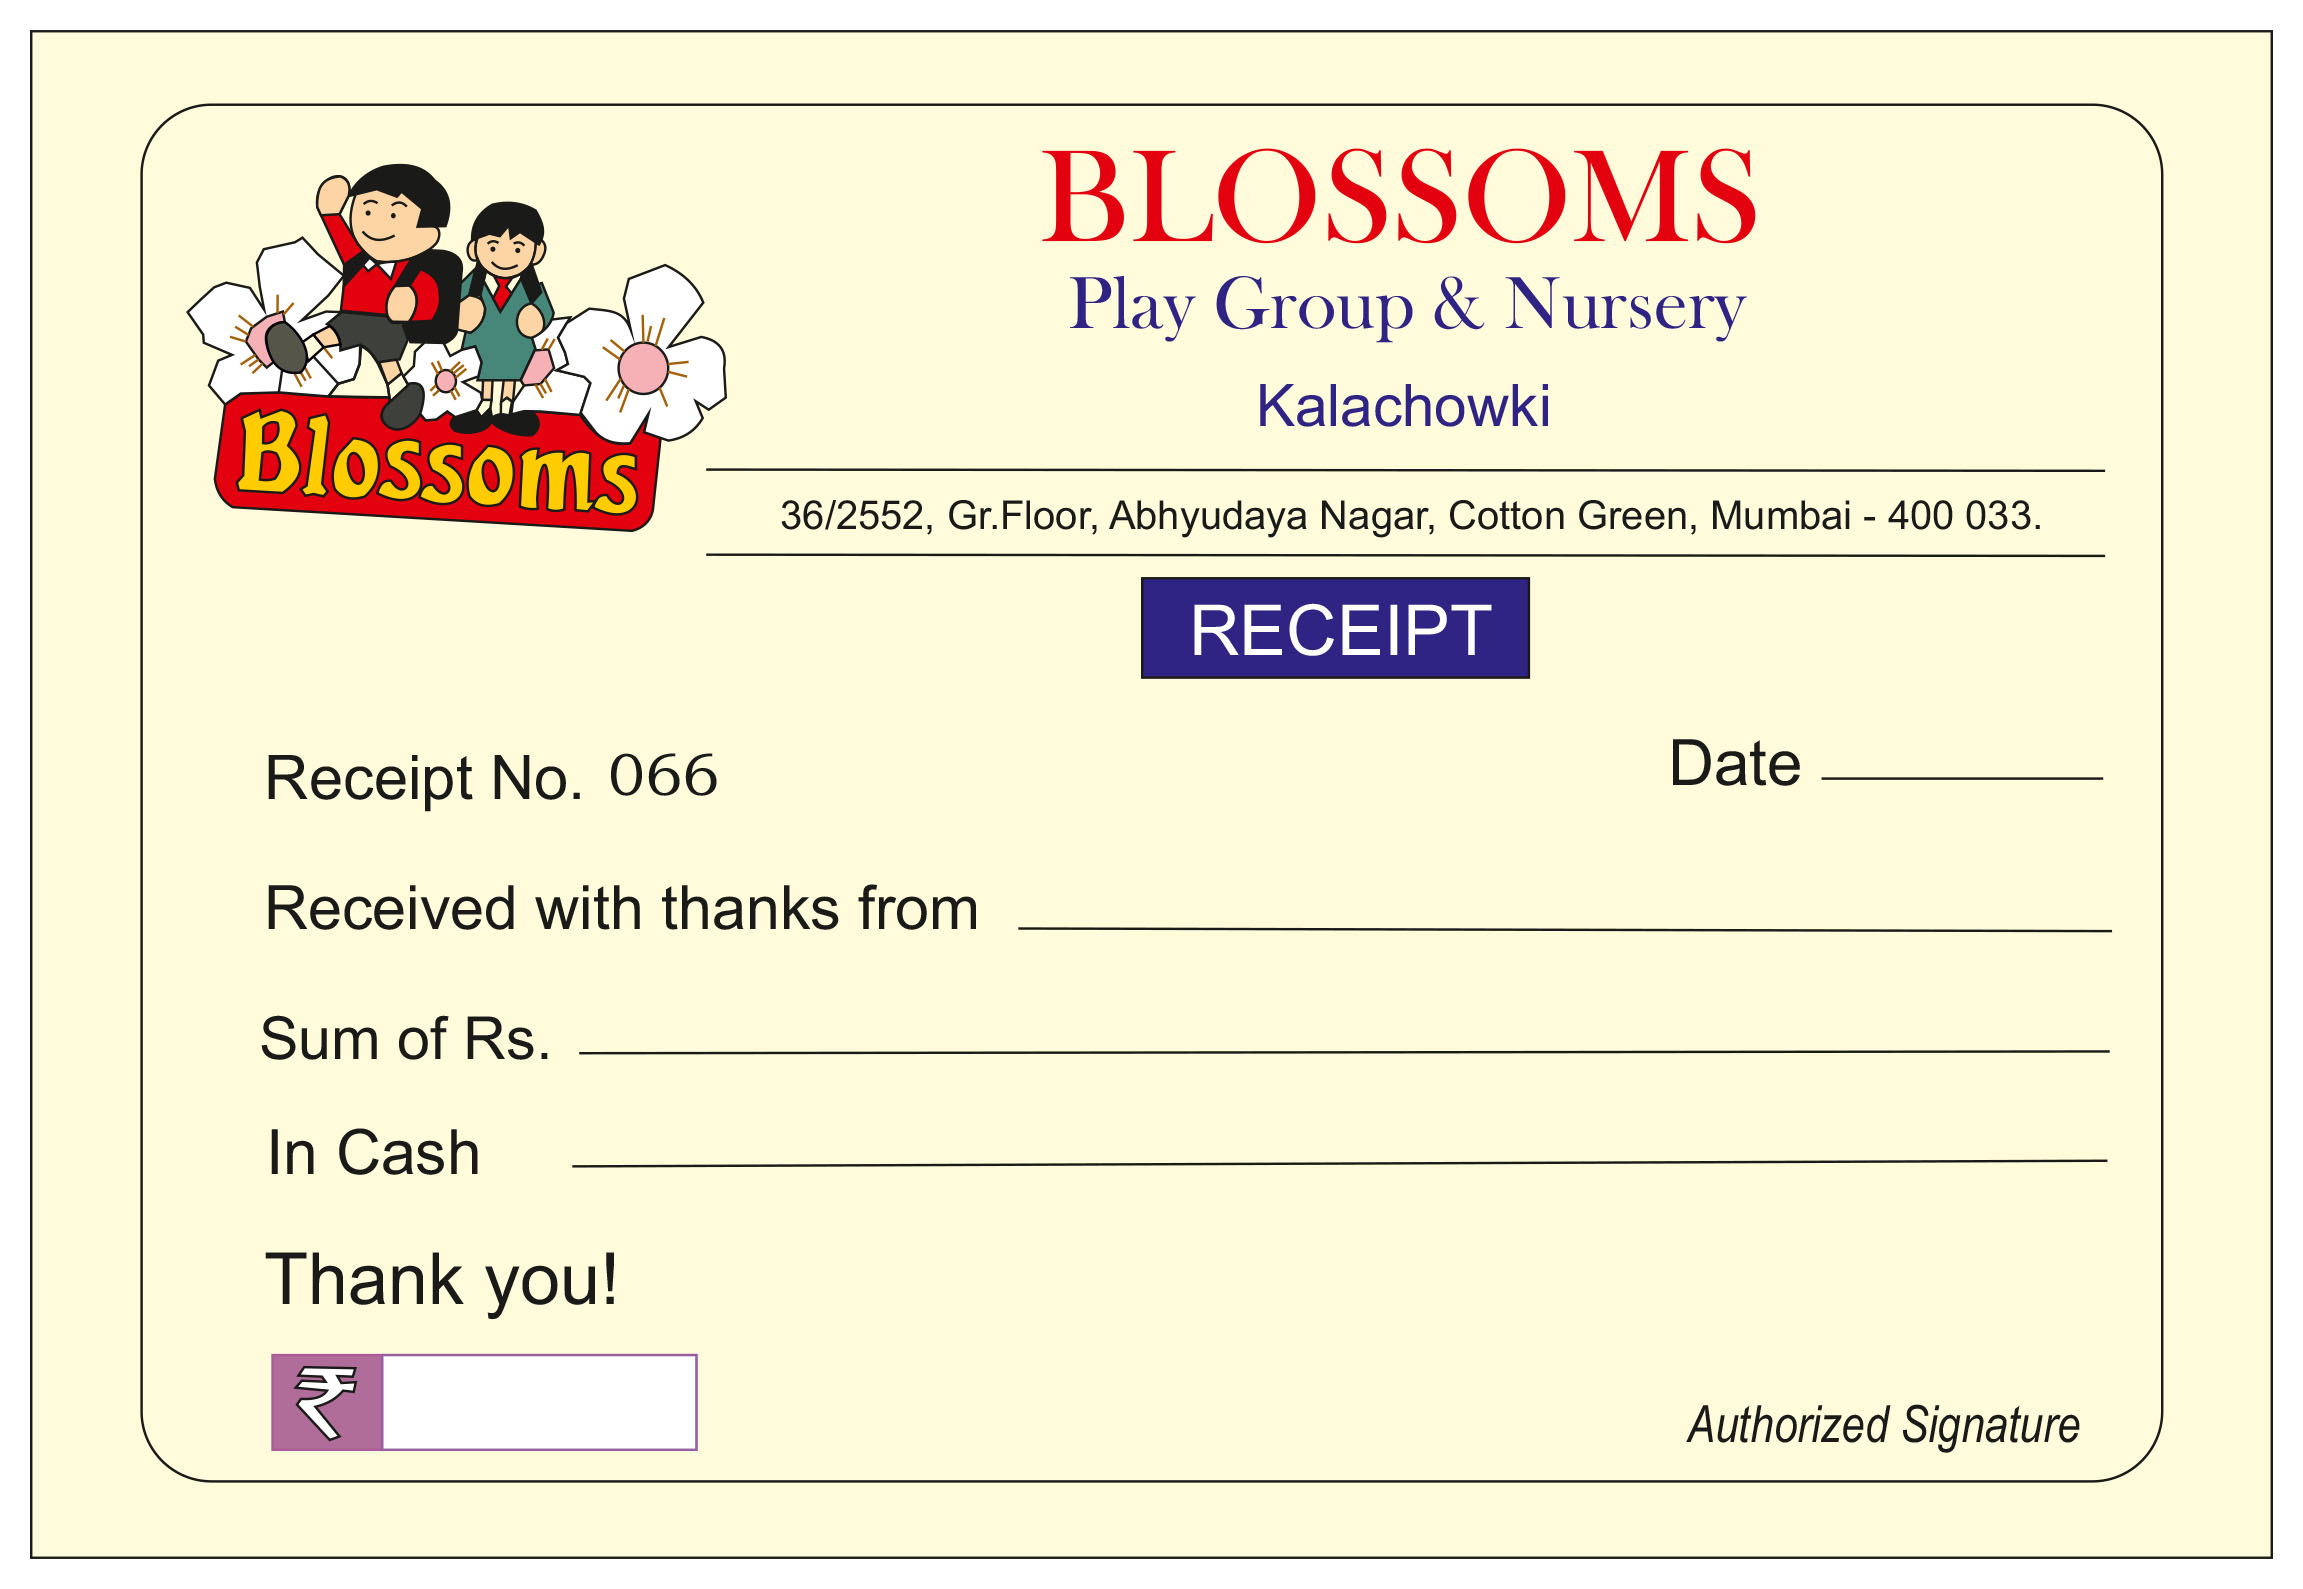 BLOSSOMS
Play Group & Nursery
Kalachowki
Blossoms
36/2552, Gr.Floor, Abhyudaya Nagar, Cotton Green, Mumbai - 400 033.
RECEIPT
Receipt No. 066
Date
Received with thanks from
Sum of Rs.
In Cash
Thank you!
₹
Authorized Signature